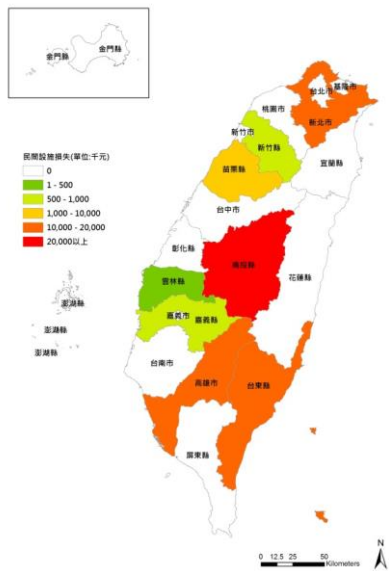 金門縣
金門縣
台北市
基隆市
桃園市
新北市
新竹市
新竹縣
宜蘭縣
民間設施損失(單位:千元)
0
1 - 500
500 - 1,000
1,000 - 10,000
10,000 - 20,000
20,000以上
苗栗縣
台中市
彰化縣
南投縣
花蓮縣
雲林縣
澎湖縣
嘉義市
嘉義縣
澎湖縣
澎湖縣
台南市
高雄市
台東縣
屏東縣
N
0 12.5 25 50
Kilometers